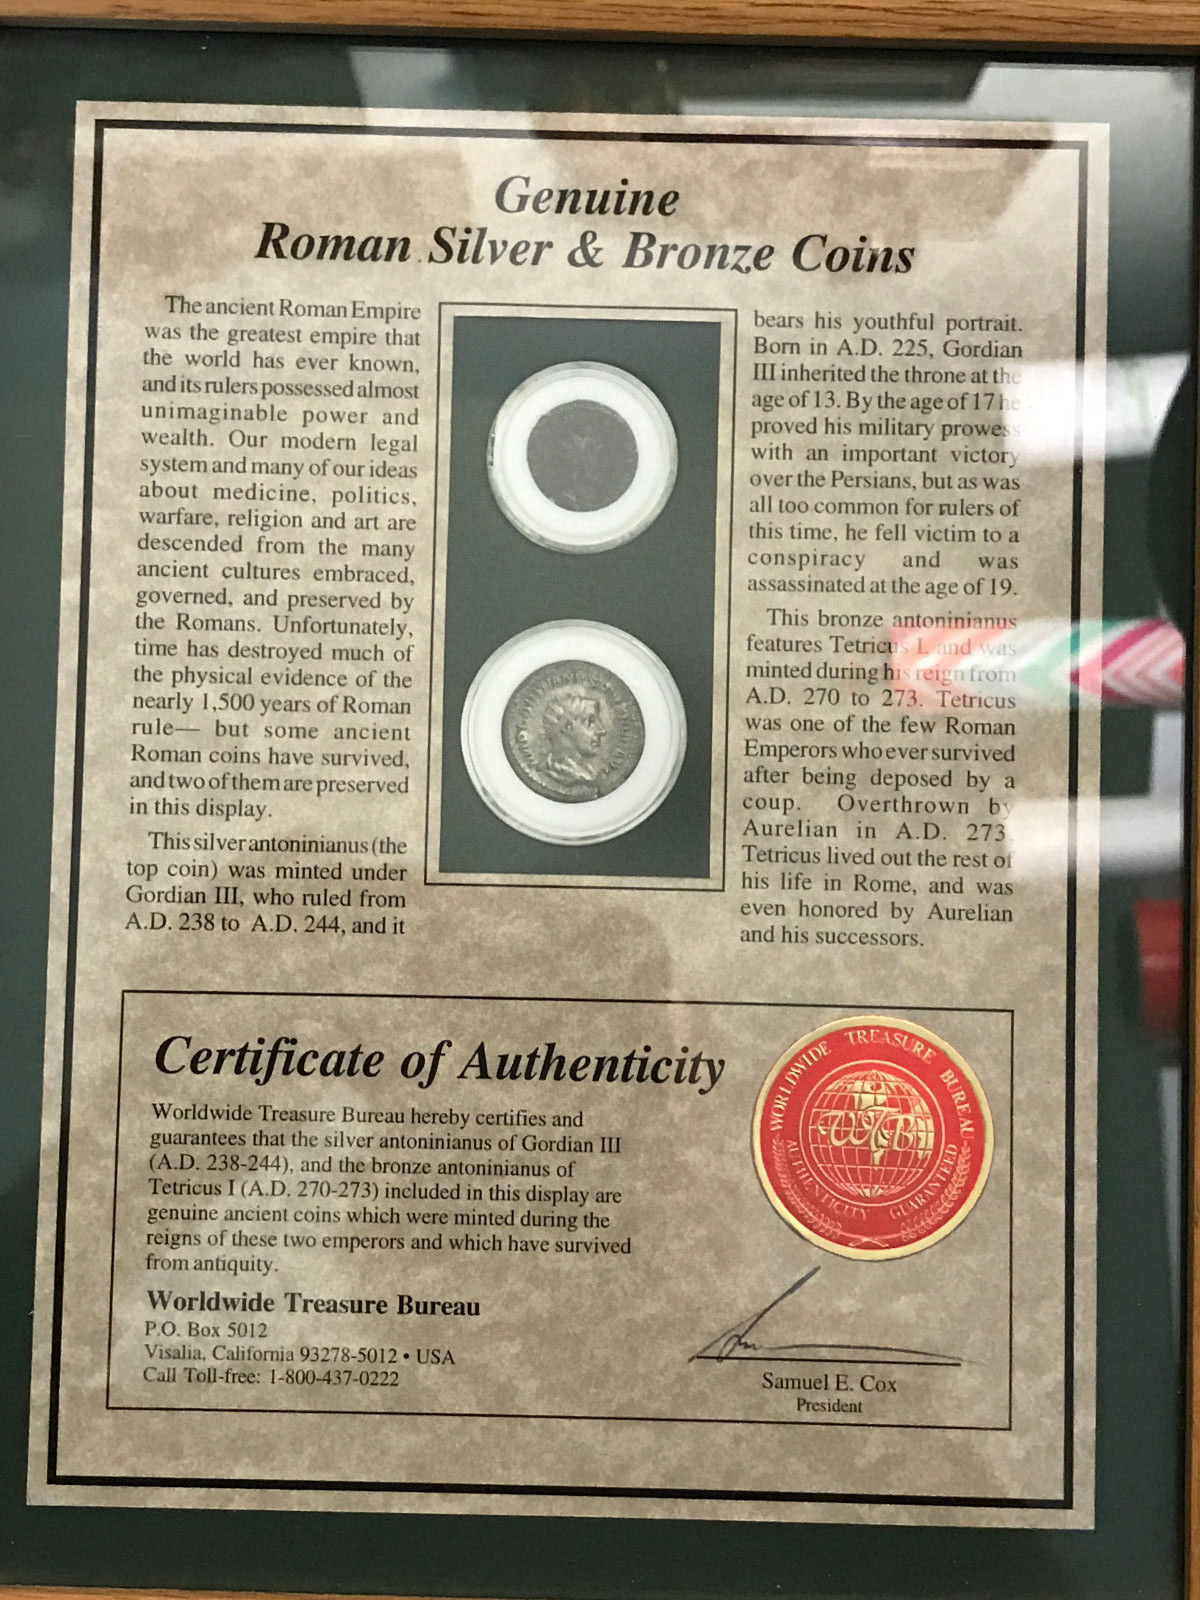 Genuine
Roman Silver & Bronze Coins
The ancient Roman Empire
was the greatest empire that
the world has ever known,
and its rulers possessed almost
unimaginable power and
wealth. Our modern legal
system and many of our ideas
about medicine, politics,
warfare, religion and art are
descended from the many
ancient cultures embraced,
governed, and preserved by
the Romans. Unfortunately,
time has destroyed much of
the physical evidence of the
nearly 1,500 years of Roman
rule— but some ancient
Roman coins have survived,
and two of them are preserved
in this display.
This silver antoninianus (the
top coin) was minted under
Gordian III, who ruled from
A.D. 238 to A.D. 244, and it
bears his youthful portrait.
Born in A.D. 225, Gordian
III inherited the throne at the
age of 13. By the age of 17 he
proved his military prowess
with an important victory
over the Persians, but as was
all too common for rulers of
this time, he fell victim to a
conspiracy and was
assassinated at the age of 19.
This bronze antoninianus
features Tetricus I, and was
minted during his reign from
A.D. 270 to 273. Tetricus
was one of the few Roman
Emperors who ever survived
after being deposed by a
coup. Overthrown by
Aurelian in A.D. 273
Tetricus lived out the rest of
his life in Rome, and was
even honored by Aurelian
and his successors.
Certificate of Authenticity
Worldwide Treasure Bureau hereby certifies and
guarantees that the silver antoninianus of Gordian III
(A.D. 238-244), and the bronze antoninianus of
Tetricus I (A.D. 270-273) included in this display are
genuine ancient coins which were minted during the
reigns of these two emperors and which have survived
from antiquity.
Worldwide Treasure Bureau
P.O. Box 5012
Visalia, California 93278-5012 • USA
Call Toll-free: 1-800-437-0222
WORLDWIDE TREASURE BUREAU
WTB
AUTHENTICITY GUARANTEED
Samuel E. Cox
President